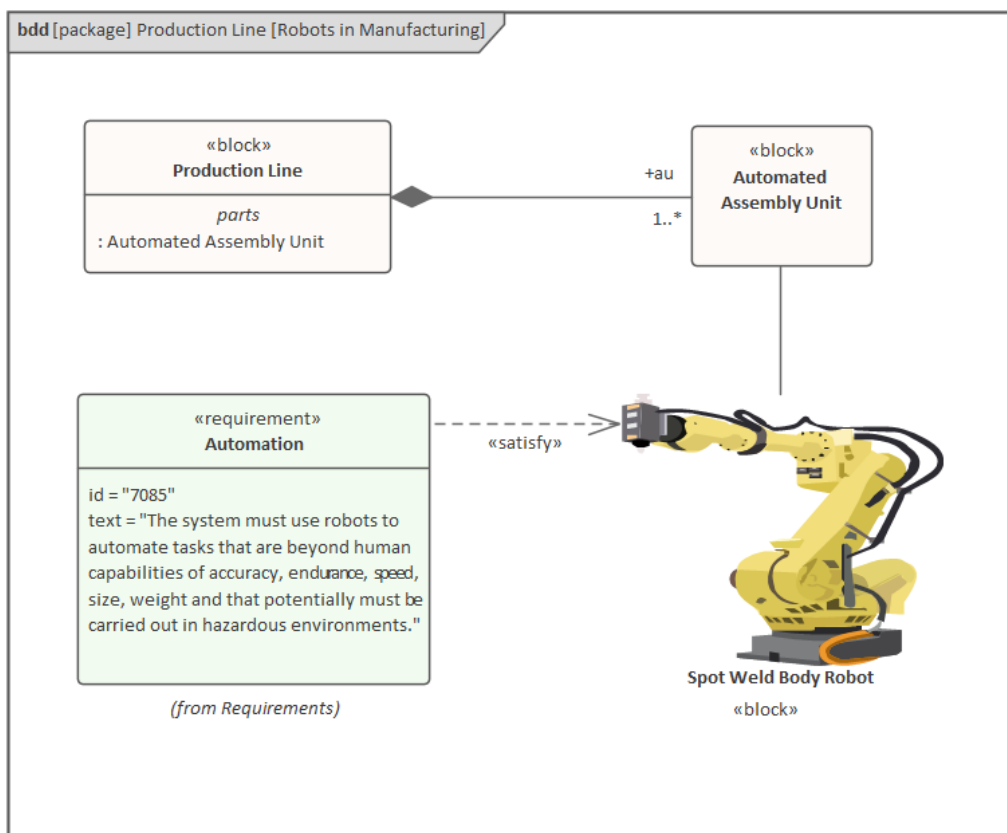 bdd [package] Production Line [Robots in Manufacturing]
«block»
Production Line
parts
: Automated Assembly Unit
+au
1..*
«block»
Automated
Assembly Unit
«requirement»
Automation
id = "7085"
text = "The system must use robots to
automate tasks that are beyond human
capabilities of accuracy, endurance, speed,
size, weight and that potentially must be
carried out in hazardous environments."
(from Requirements)
«satisfy»
Spot Weld Body Robot
«block»